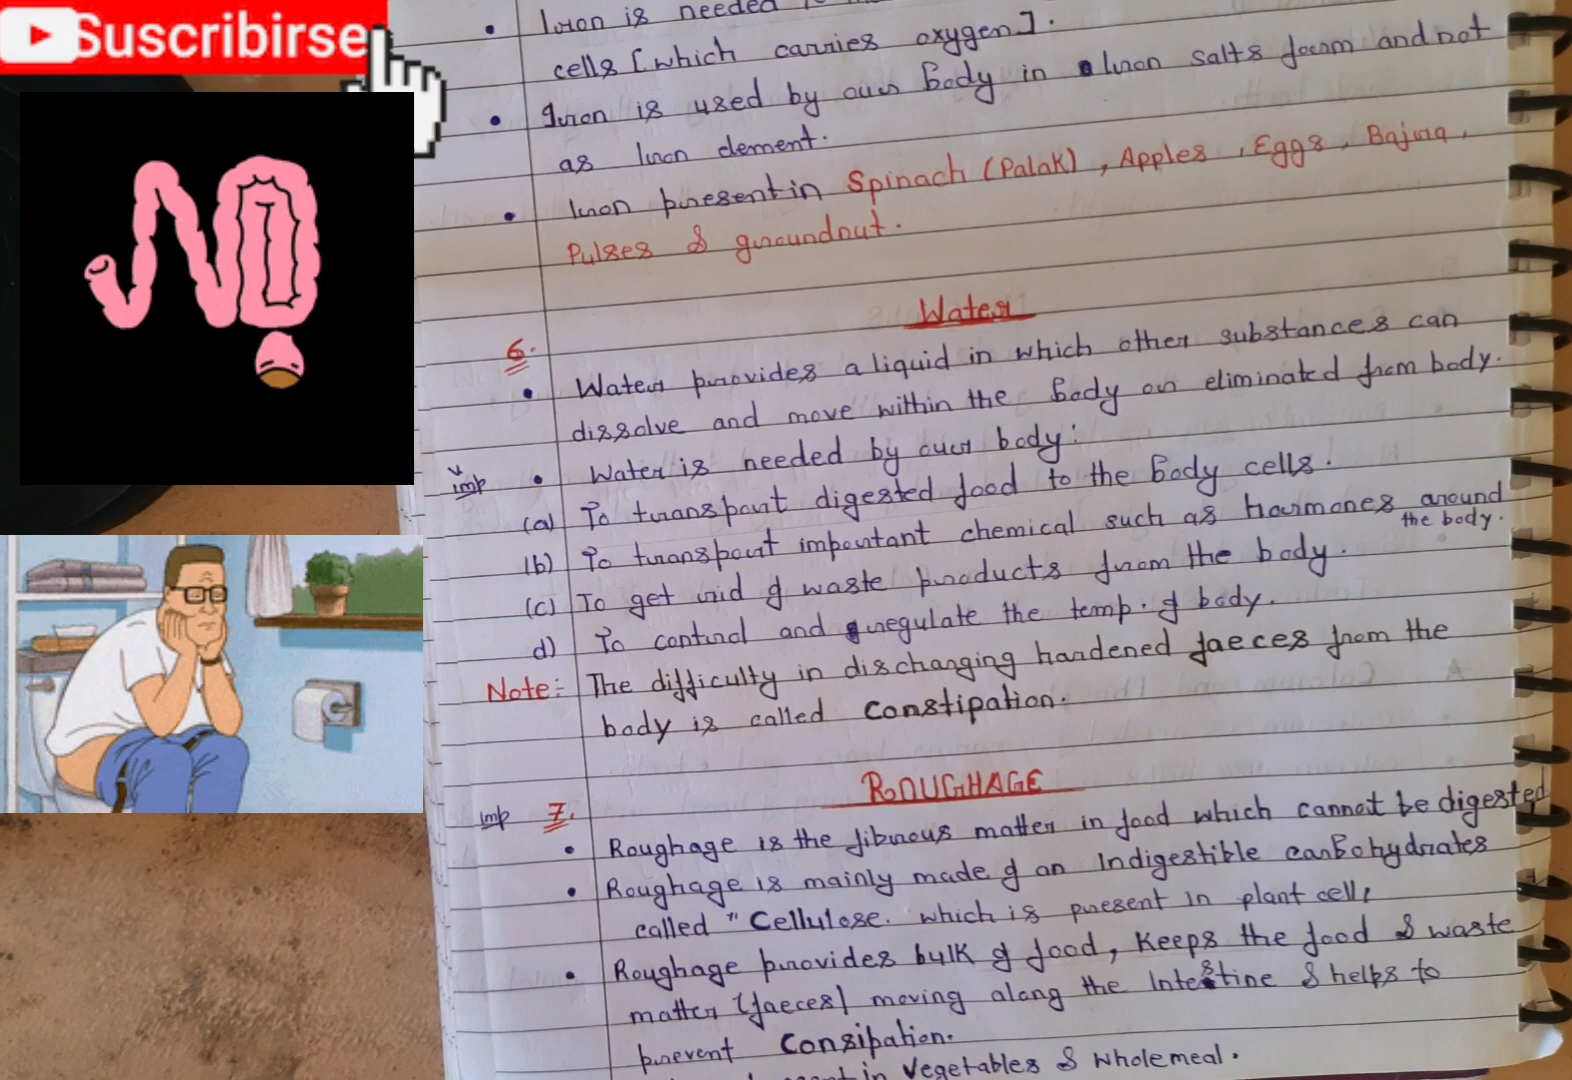 Suscribirse
NO
Iron is needed
cells [which carries oxygen].
Iron is used by our body in Iron salts form and not
as Iron element.
Iron present in Spinach (Palak), Apples, Eggs, Bajra,
Pulses & groundnut.
6. Water
Water provides a liquid in which other substances can
dissolve and move within the body or eliminated from body.
v imp Water is needed by our body:
(a) To transport digested food to the body cells.
(b) To transport important chemical such as hormones around the body.
(c) To get rid of waste products from the body.
d) To control and regulate the temp. of body.
Note:- The difficulty in discharging hardened faeces from the
body is called Constipation.
imp 7. ROUGHAGE
Roughage is the fibrous matter in food which cannot be digested
Roughage is mainly made of an Indigestible carbohydrates
called "Cellulose. which is present in plant cell
Roughage provides bulk of food, Keeps the food & waste
matter (faeces) moving along the Intestine & helps to
prevent Consipation.
in Vegetables & whole meal.